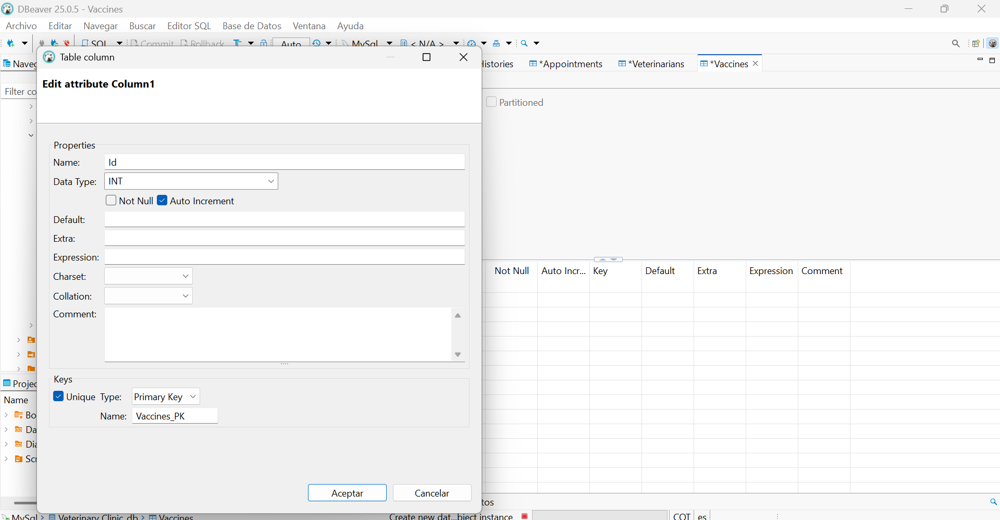 DBeaver 25.0.5 - Vaccines
Archivo Editar Navegar Buscar Editor SQL Base de Datos Ventana Ayuda
SQL Commit Rollback Auto MySql < N/A >
Table column
Naveg
istories *Appointments *Veterinarians *Vaccines
Edit attribute Column1
Filter co
Partitioned
Properties
Name: Id
Data Type: INT
Not Null Auto Increment
Default:
Extra:
Expression:
Charset:
Collation:
Comment:
Not Null Auto Incr... Key Default Extra Expression Comment
Keys
Unique Type: Primary Key
Name: Vaccines_PK
Projec
Name
Bo
Da
Dia
Scr
Aceptar Cancelar
tos
MySql Veterinary_Clinic_db Vaccines
Create new dat...bject instance COT es